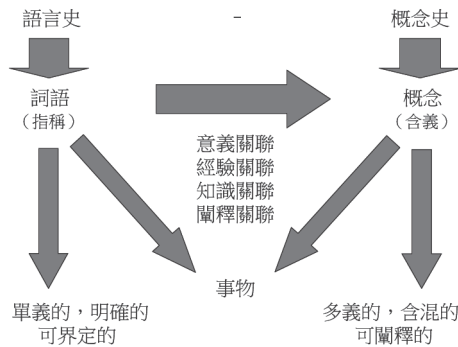 語言史 - 概念史
詞語 概念
（指稱） （含義）
意義關聯
經驗關聯
知識關聯
闡釋關聯
事物
單義的，明確的 多義的，含混的
可界定的 可闡釋的